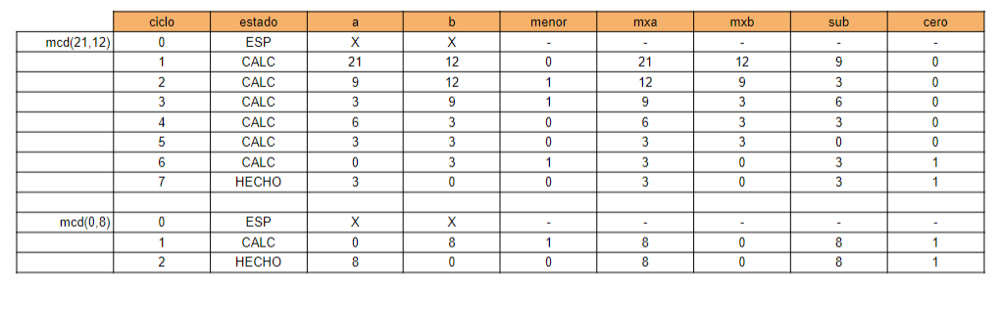 ciclo estado a b menor mxa mxb sub cero
mcd(21,12) 0 ESP X X - - - - -
1 CALC 21 12 0 21 12 9 0
2 CALC 9 12 1 12 9 3 0
3 CALC 3 9 1 9 3 6 0
4 CALC 6 3 0 6 3 3 0
5 CALC 3 3 0 3 3 0 0
6 CALC 0 3 1 3 0 3 1
7 HECHO 3 0 0 3 0 3 1
mcd(0,8) 0 ESP X X - - - - -
1 CALC 0 8 1 8 0 8 1
2 HECHO 8 0 0 8 0 8 1